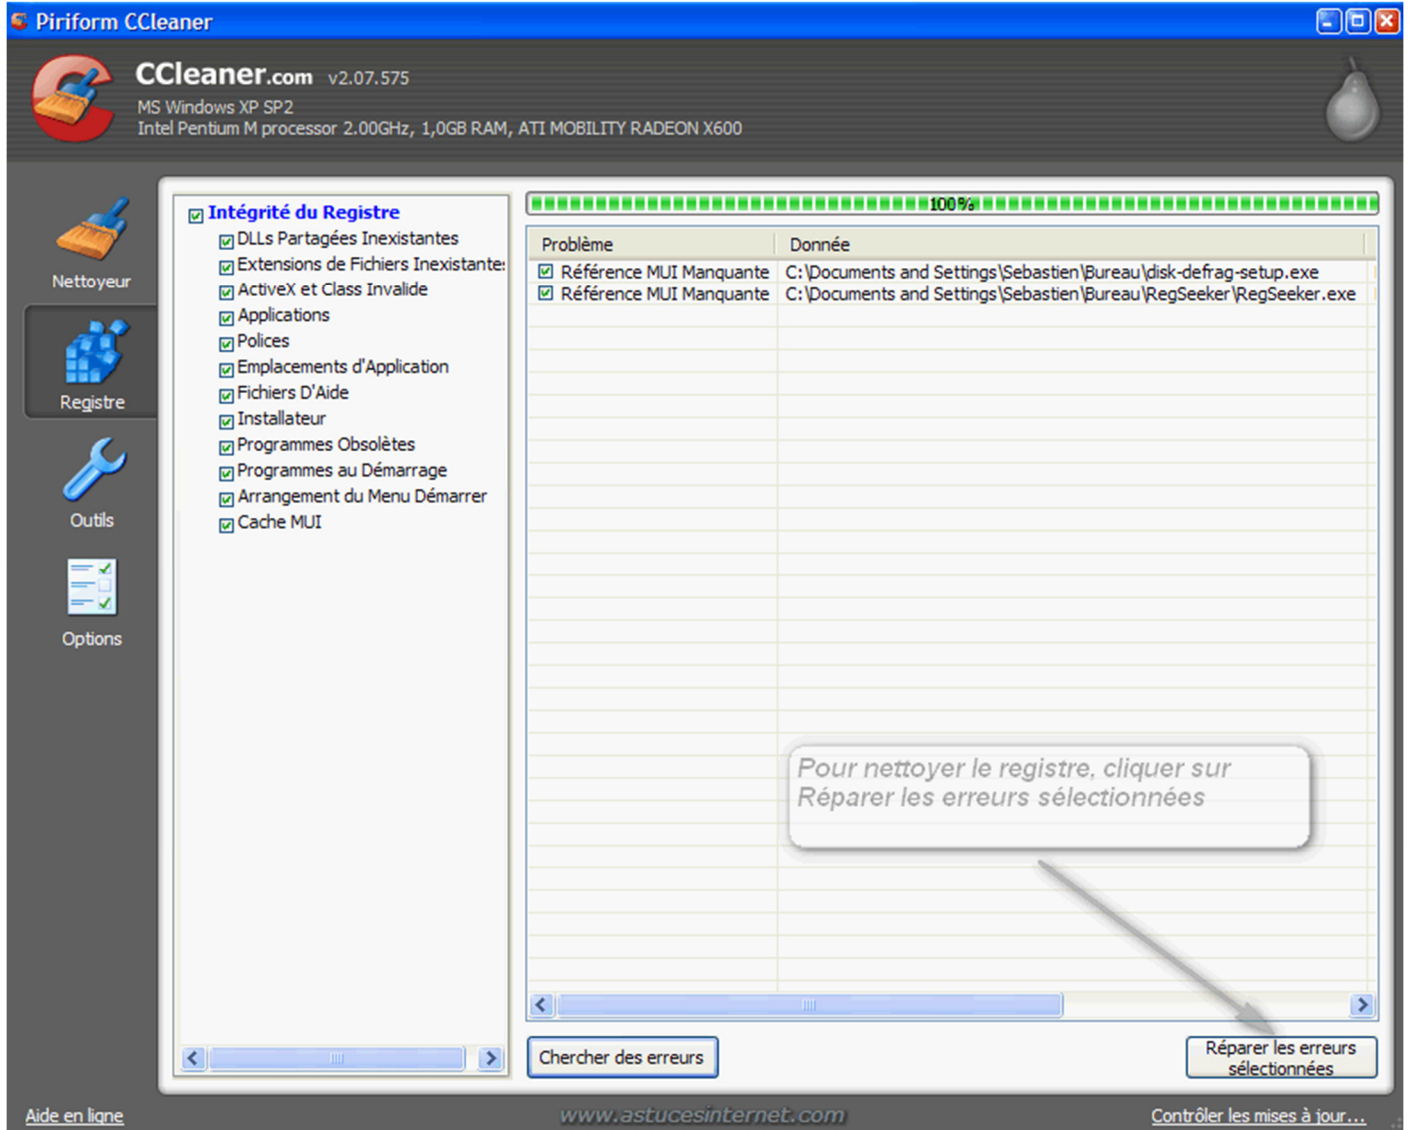 Piriform CCleaner
CCleaner.com v2.07.575
MS Windows XP SP2
Intel Pentium M processor 2.00GHz, 1,0GB RAM, ATI MOBILITY RADEON X600
Nettoyeur
Registre
Outils
Options
Intégrité du Registre
DLLs Partagées Inexistantes
Extensions de Fichiers Inexistantes
ActiveX et Class Invalide
Applications
Polices
Emplacements d'Application
Fichiers D'Aide
Installateur
Programmes Obsolètes
Programmes au Démarrage
Arrangement du Menu Démarrer
Cache MUI
100%
Problème Donnée
Référence MUI Manquante C:\Documents and Settings\Sebastien\Bureau\disk-defrag-setup.exe
Référence MUI Manquante C:\Documents and Settings\Sebastien\Bureau\RegSeeker\RegSeeker.exe
Pour nettoyer le registre, cliquer sur
Réparer les erreurs sélectionnées
Chercher des erreurs
Réparer les erreurs
sélectionnées
Aide en ligne
www.astucesinternet.com
Contrôler les mises à jour...